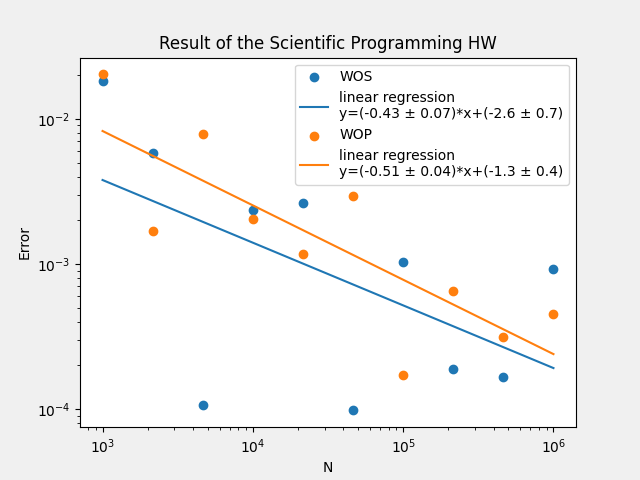 Result of the Scientific Programming HW
WOS
linear regression
y=(-0.43 ± 0.07)*x+(-2.6 ± 0.7)
WOP
linear regression
y=(-0.51 ± 0.04)*x+(-1.3 ± 0.4)
Error
10⁻²
10⁻³
10⁻⁴
10³ 10⁴ 10⁵ 10⁶
N